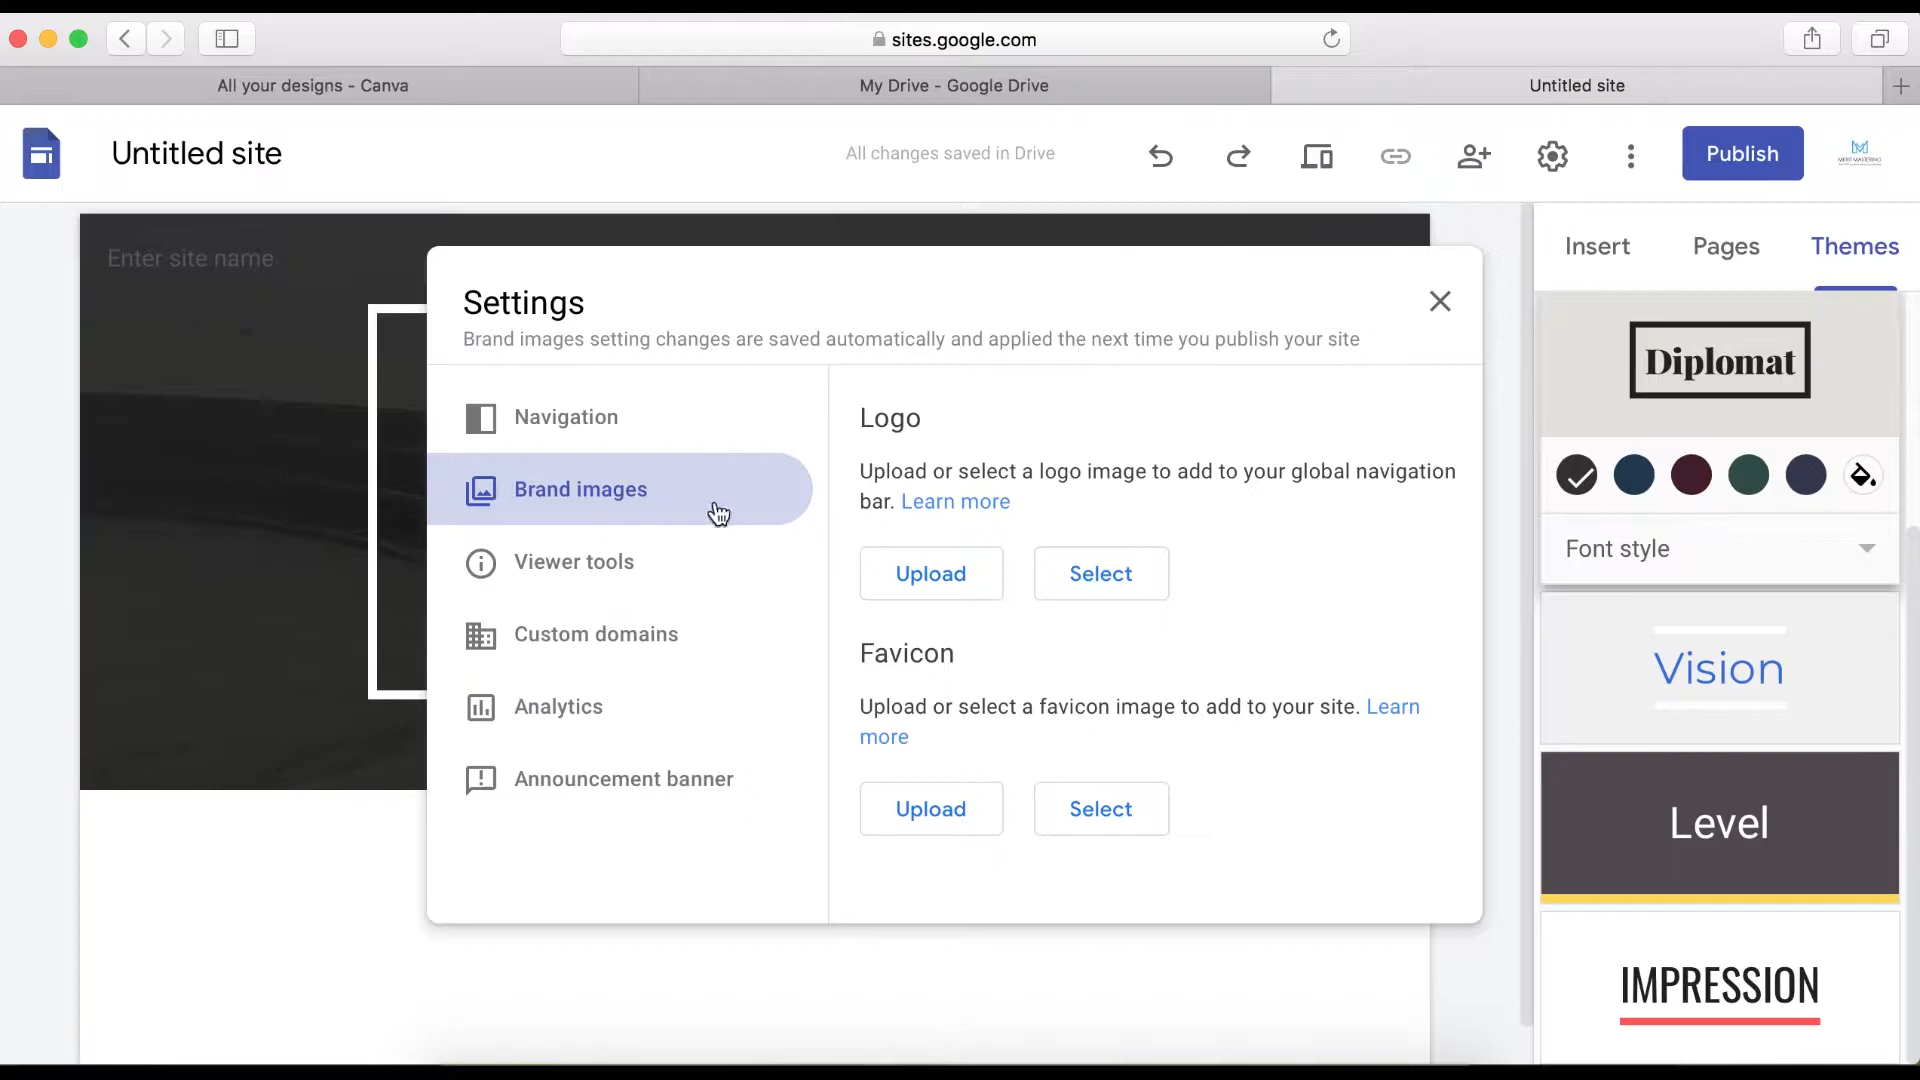 sites.google.com
All your designs - Canva
My Drive - Google Drive
Untitled site
Untitled site
All changes saved in Drive
Publish
Enter site name
Insert
Pages
Themes
Settings
Brand images setting changes are saved automatically and applied the next time you publish your site
Navigation
Brand images
Viewer tools
Custom domains
Analytics
Announcement banner
Logo
Upload or select a logo image to add to your global navigation
bar. Learn more
Upload
Select
Favicon
Upload or select a favicon image to add to your site. Learn
more
Upload
Select
Diplomat
Font style
Vision
Level
IMPRESSION